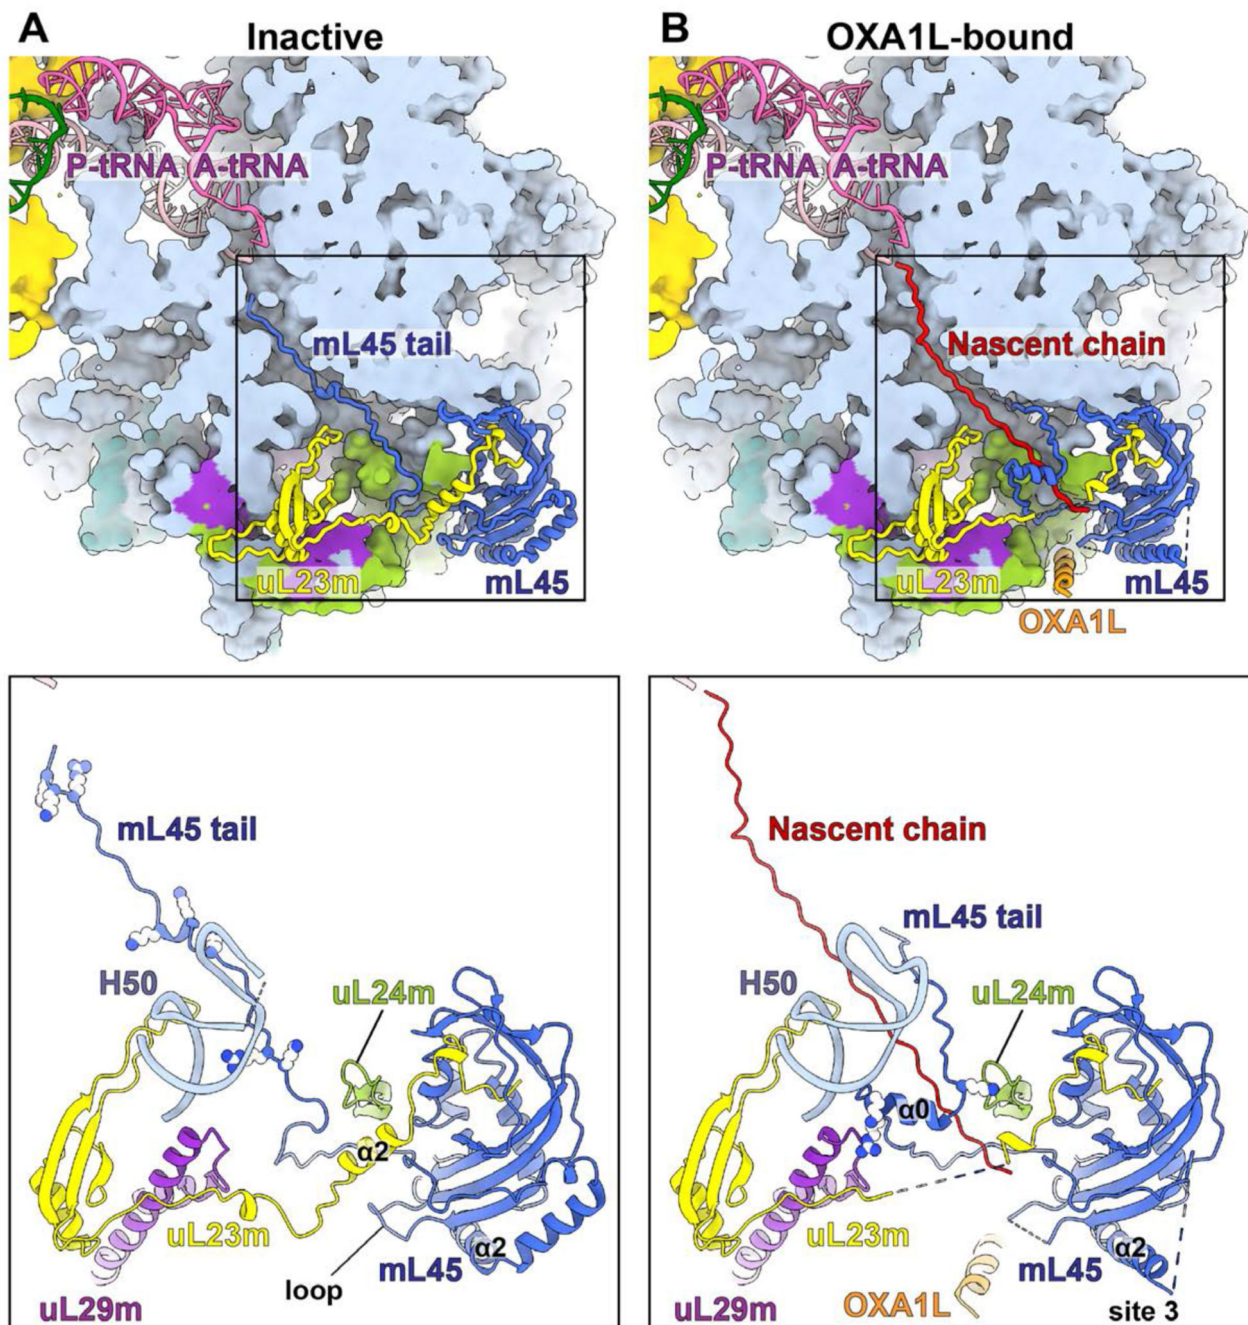 A
Inactive
P-tRNA A-tRNA
mL45 tail
uL23m
mL45
mL45 tail
H50
uL24m
α2
uL23m
loop
mL45
α2
uL29m
B
OXA1L-bound
P-tRNA A-tRNA
Nascent chain
uL23m
mL45
OXA1L
Nascent chain
mL45 tail
H50
uL24m
α0
uL23m
mL45
α2
OXA1L
uL29m
site 3